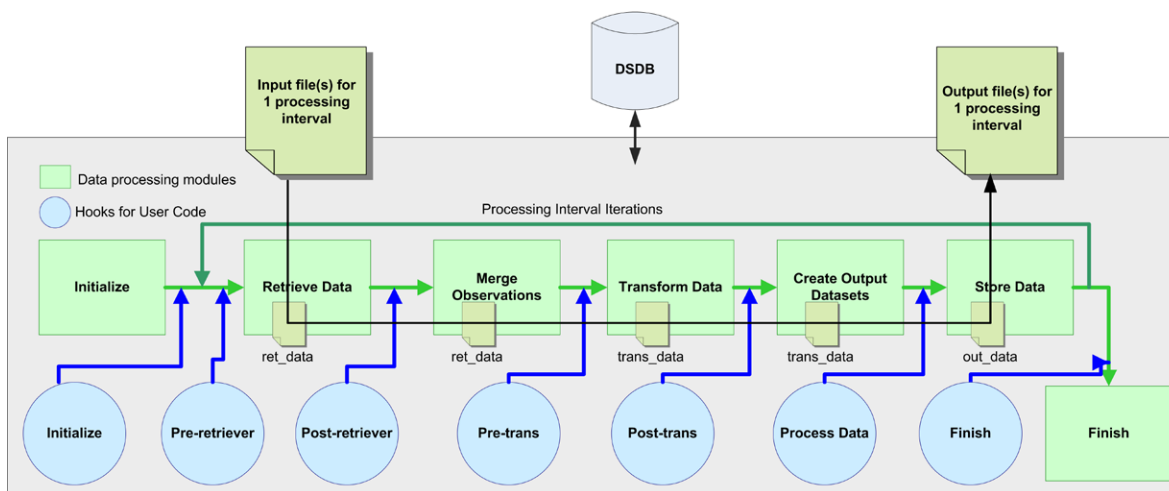 Input file(s) for
1 processing
interval
DSDB
Output file(s) for
1 processing
interval
Data processing modules
Hooks for User Code
Processing Interval Iterations
Initialize
Retrieve Data
Merge
Observations
Transform Data
Create Output
Datasets
Store Data
ret_data
ret_data
trans_data
trans_data
out_data
Initialize
Pre-retriever
Post-retriever
Pre-trans
Post-trans
Process Data
Finish
Finish